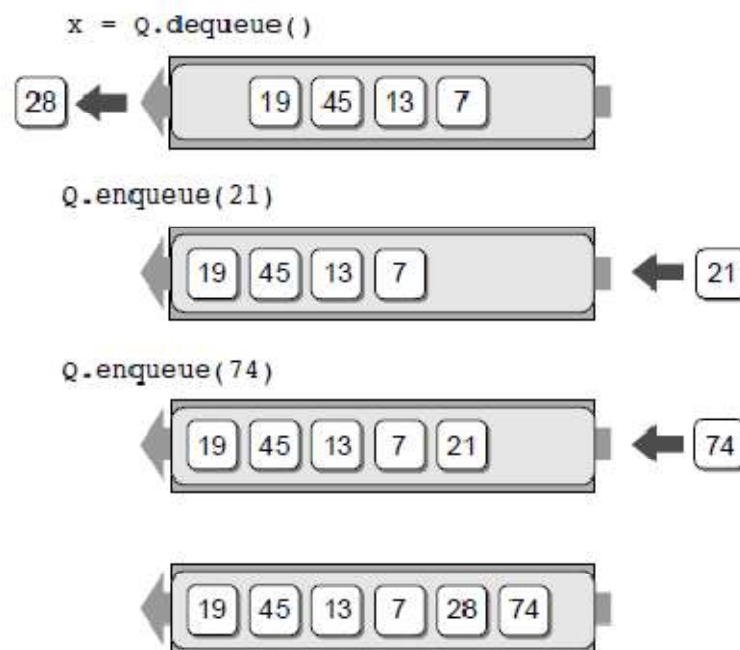 x = Q.dequeue()
28 19 45 13 7
Q.enqueue(21)
19 45 13 7 21
Q.enqueue(74)
19 45 13 7 21 74
19 45 13 7 28 74